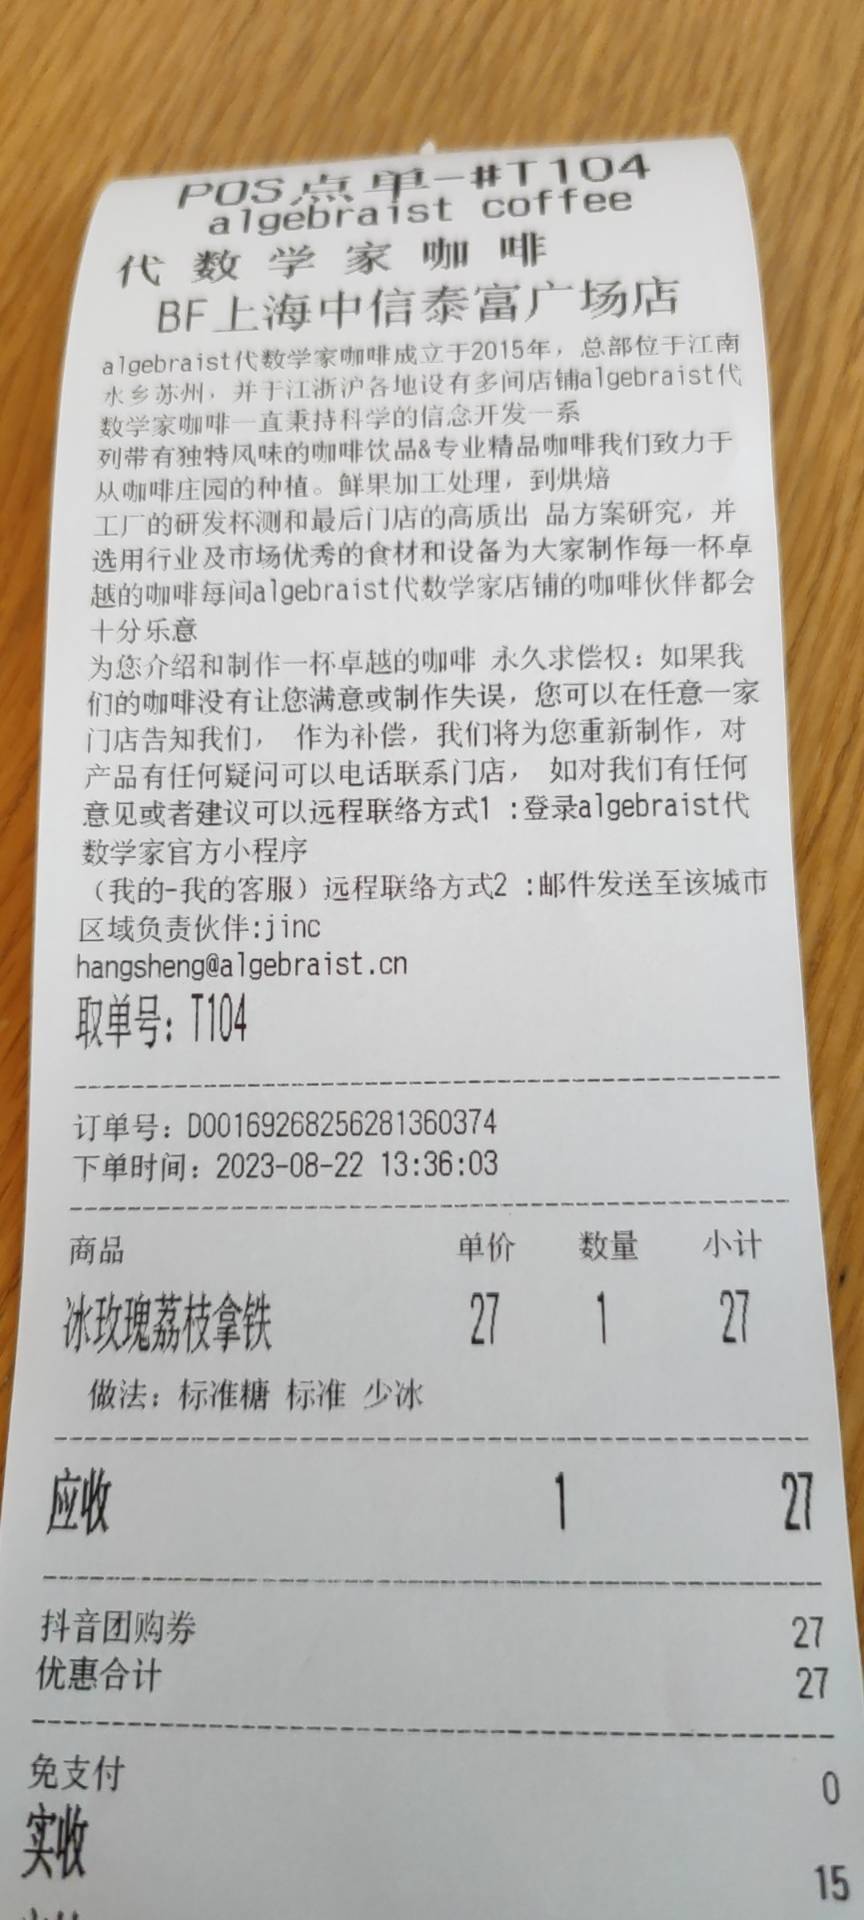 POS点单-#T104
algebraist coffee
代数学家咖啡
BF上海中信泰富广场店
algebraist代数学家咖啡成立于2015年，总部位于江南
水乡苏州，并于江浙沪各地设有多间店铺algebraist代
数学家咖啡一直秉持科学的信念开发一系
列带有独特风味的咖啡饮品&专业精品咖啡我们致力于
从咖啡庄园的种植。鲜果加工处理，到烘焙
工厂的研发杯测和最后门店的高质出 品方案研究，并
选用行业及市场优秀的食材和设备为大家制作每一杯卓
越的咖啡每间algebraist代数学家店铺的咖啡伙伴都会
十分乐意
为您介绍和制作一杯卓越的咖啡 永久求偿权：如果我
们的咖啡没有让您满意或制作失误，您可以在任意一家
门店告知我们， 作为补偿，我们将为您重新制作，对
产品有任何疑问可以电话联系门店， 如对我们有任何
意见或者建议可以远程联络方式1 :登录algebraist代
数学家官方小程序
（我的-我的客服）远程联络方式2 :邮件发送至该城市
区域负责伙伴:jinc
hangsheng@algebraist.cn
取单号：T104
订单号：D00169268256281360374
下单时间：2023-08-22 13:36:03
商品 单价 数量 小计
冰玫瑰荔枝拿铁 27 1 27
做法：标准糖 标准 少冰
应收 1 27
抖音团购券 27
优惠合计 27
免支付 0
实收 15